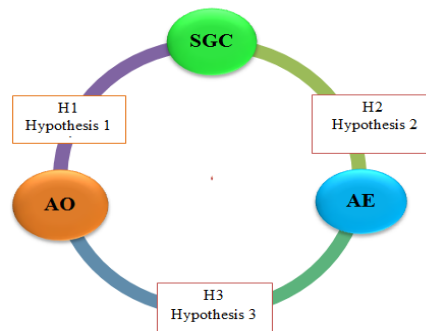 SGC
H1
Hypothesis 1
H2
Hypothesis 2
AO
AE
H3
Hypothesis 3